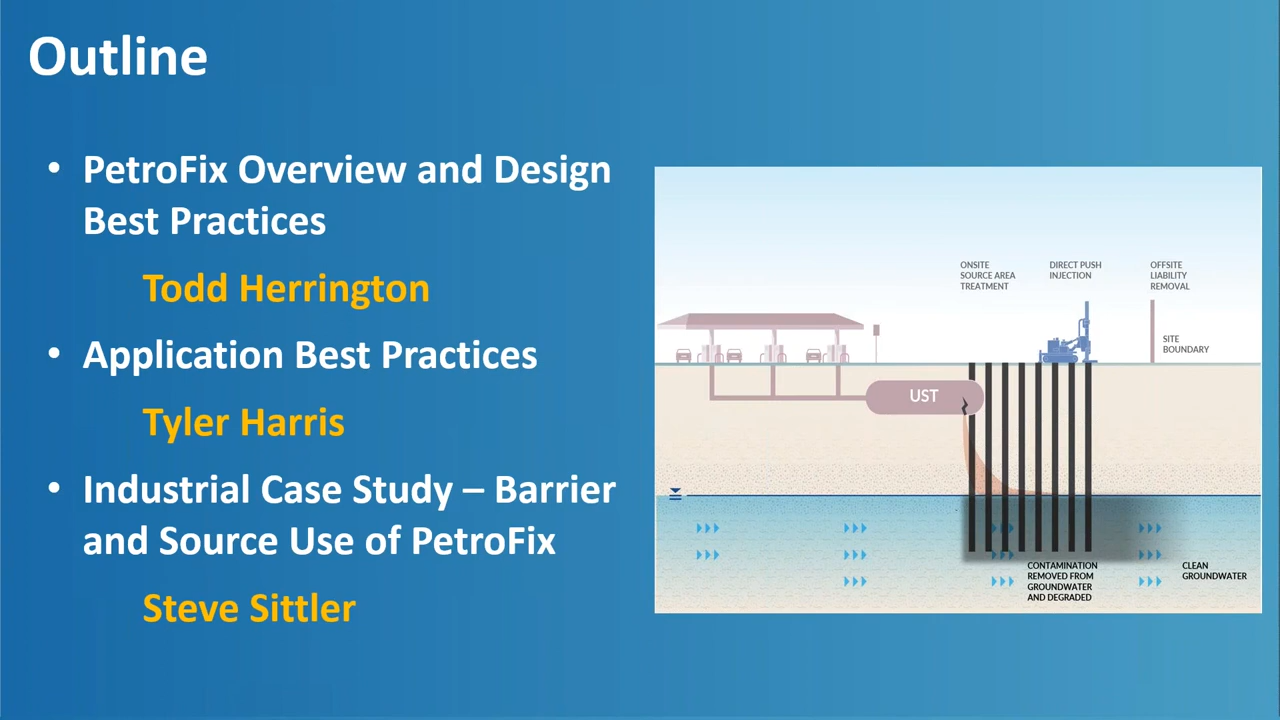 Outline
• PetroFix Overview and Design
Best Practices
Todd Herrington
• Application Best Practices
Tyler Harris
• Industrial Case Study – Barrier
and Source Use of PetroFix
Steve Sittler
ONSITE
SOURCE AREA
TREATMENT
DIRECT PUSH
INJECTION
OFFSITE
LIABILITY
REMOVAL
SITE
BOUNDARY
UST
CONTAMINATION
REMOVED FROM
GROUNDWATER
AND DEGRADED
CLEAN
GROUNDWATER